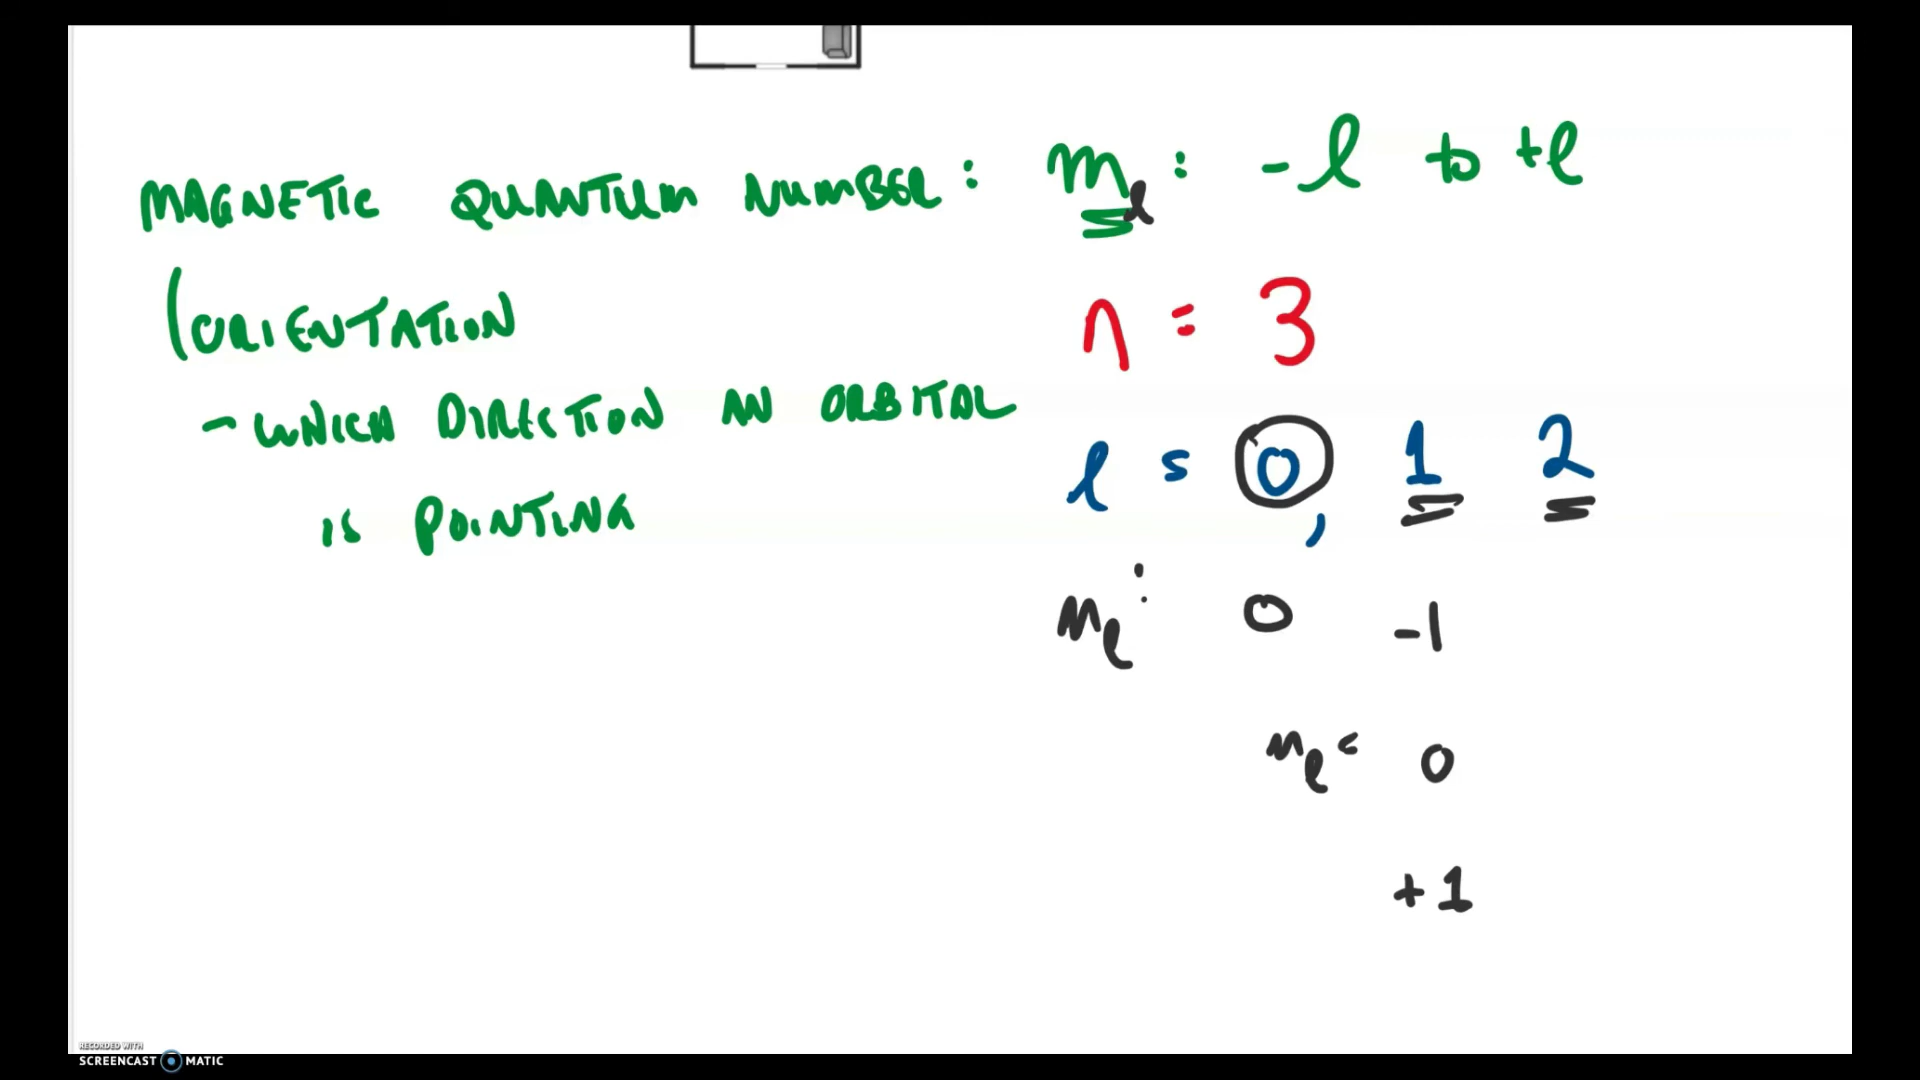 MAGNETIC QUANTUM NUMBER: mℓ: -ℓ to +ℓ
(ORIENTATION
n = 3
- WHICH DIRECTION AN ORBITAL
ℓ = 0, 1 2
IS POINTING
mℓ: 0 -1
mℓ = 0
+1
RECORDED WITH
SCREENCAST MATIC